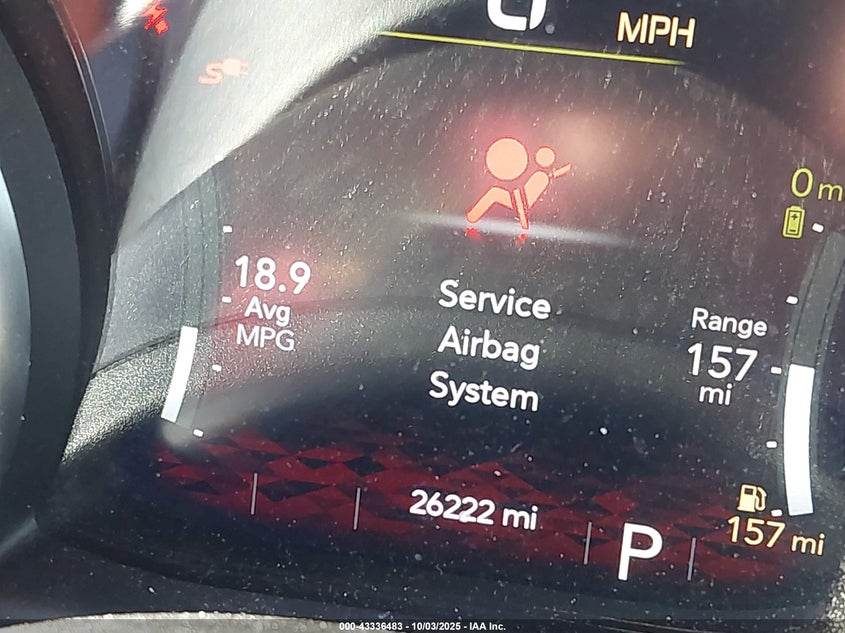 MPH
0 m
18.9
Avg
MPG
Service
Airbag
System
Range
157
mi
26222 mi
P
157 mi
000-43336483 - 10/03/2025 - IAA Inc.